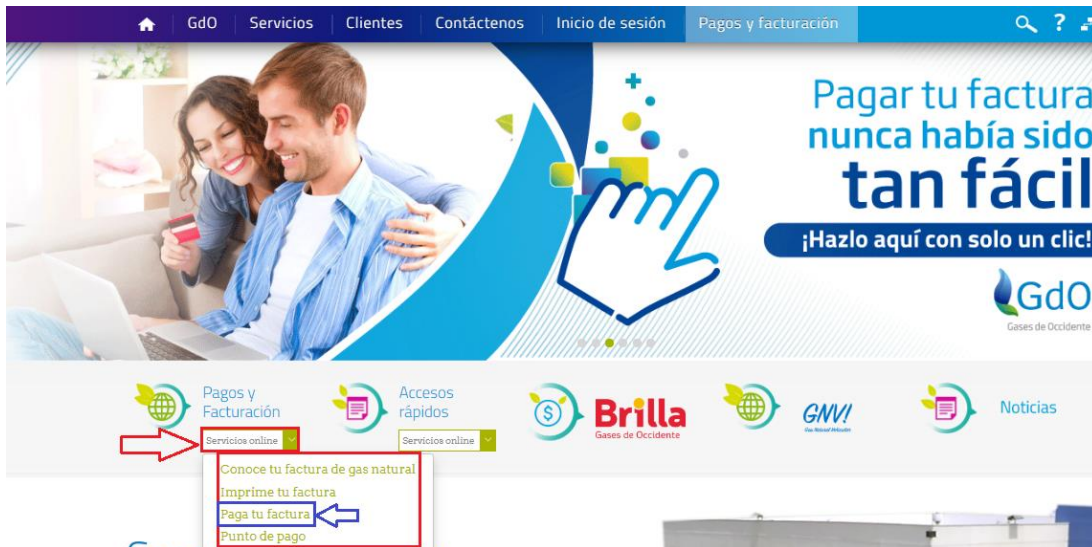 GdO Servicios Clientes Contáctenos Inicio de sesión Pagos y facturación ?
Pagar tu factura
nunca había sido
tan fácil
¡Hazlo aquí con solo un clic!
GdO
Gases de Occidente
Pagos y
Facturación
Servicios online
Accesos
rápidos
Servicios online
$
Brilla
Gases de Occidente
GNV!
Noticias
Conoce tu factura de gas natural
Imprime tu factura
Paga tu factura
Punto de pago